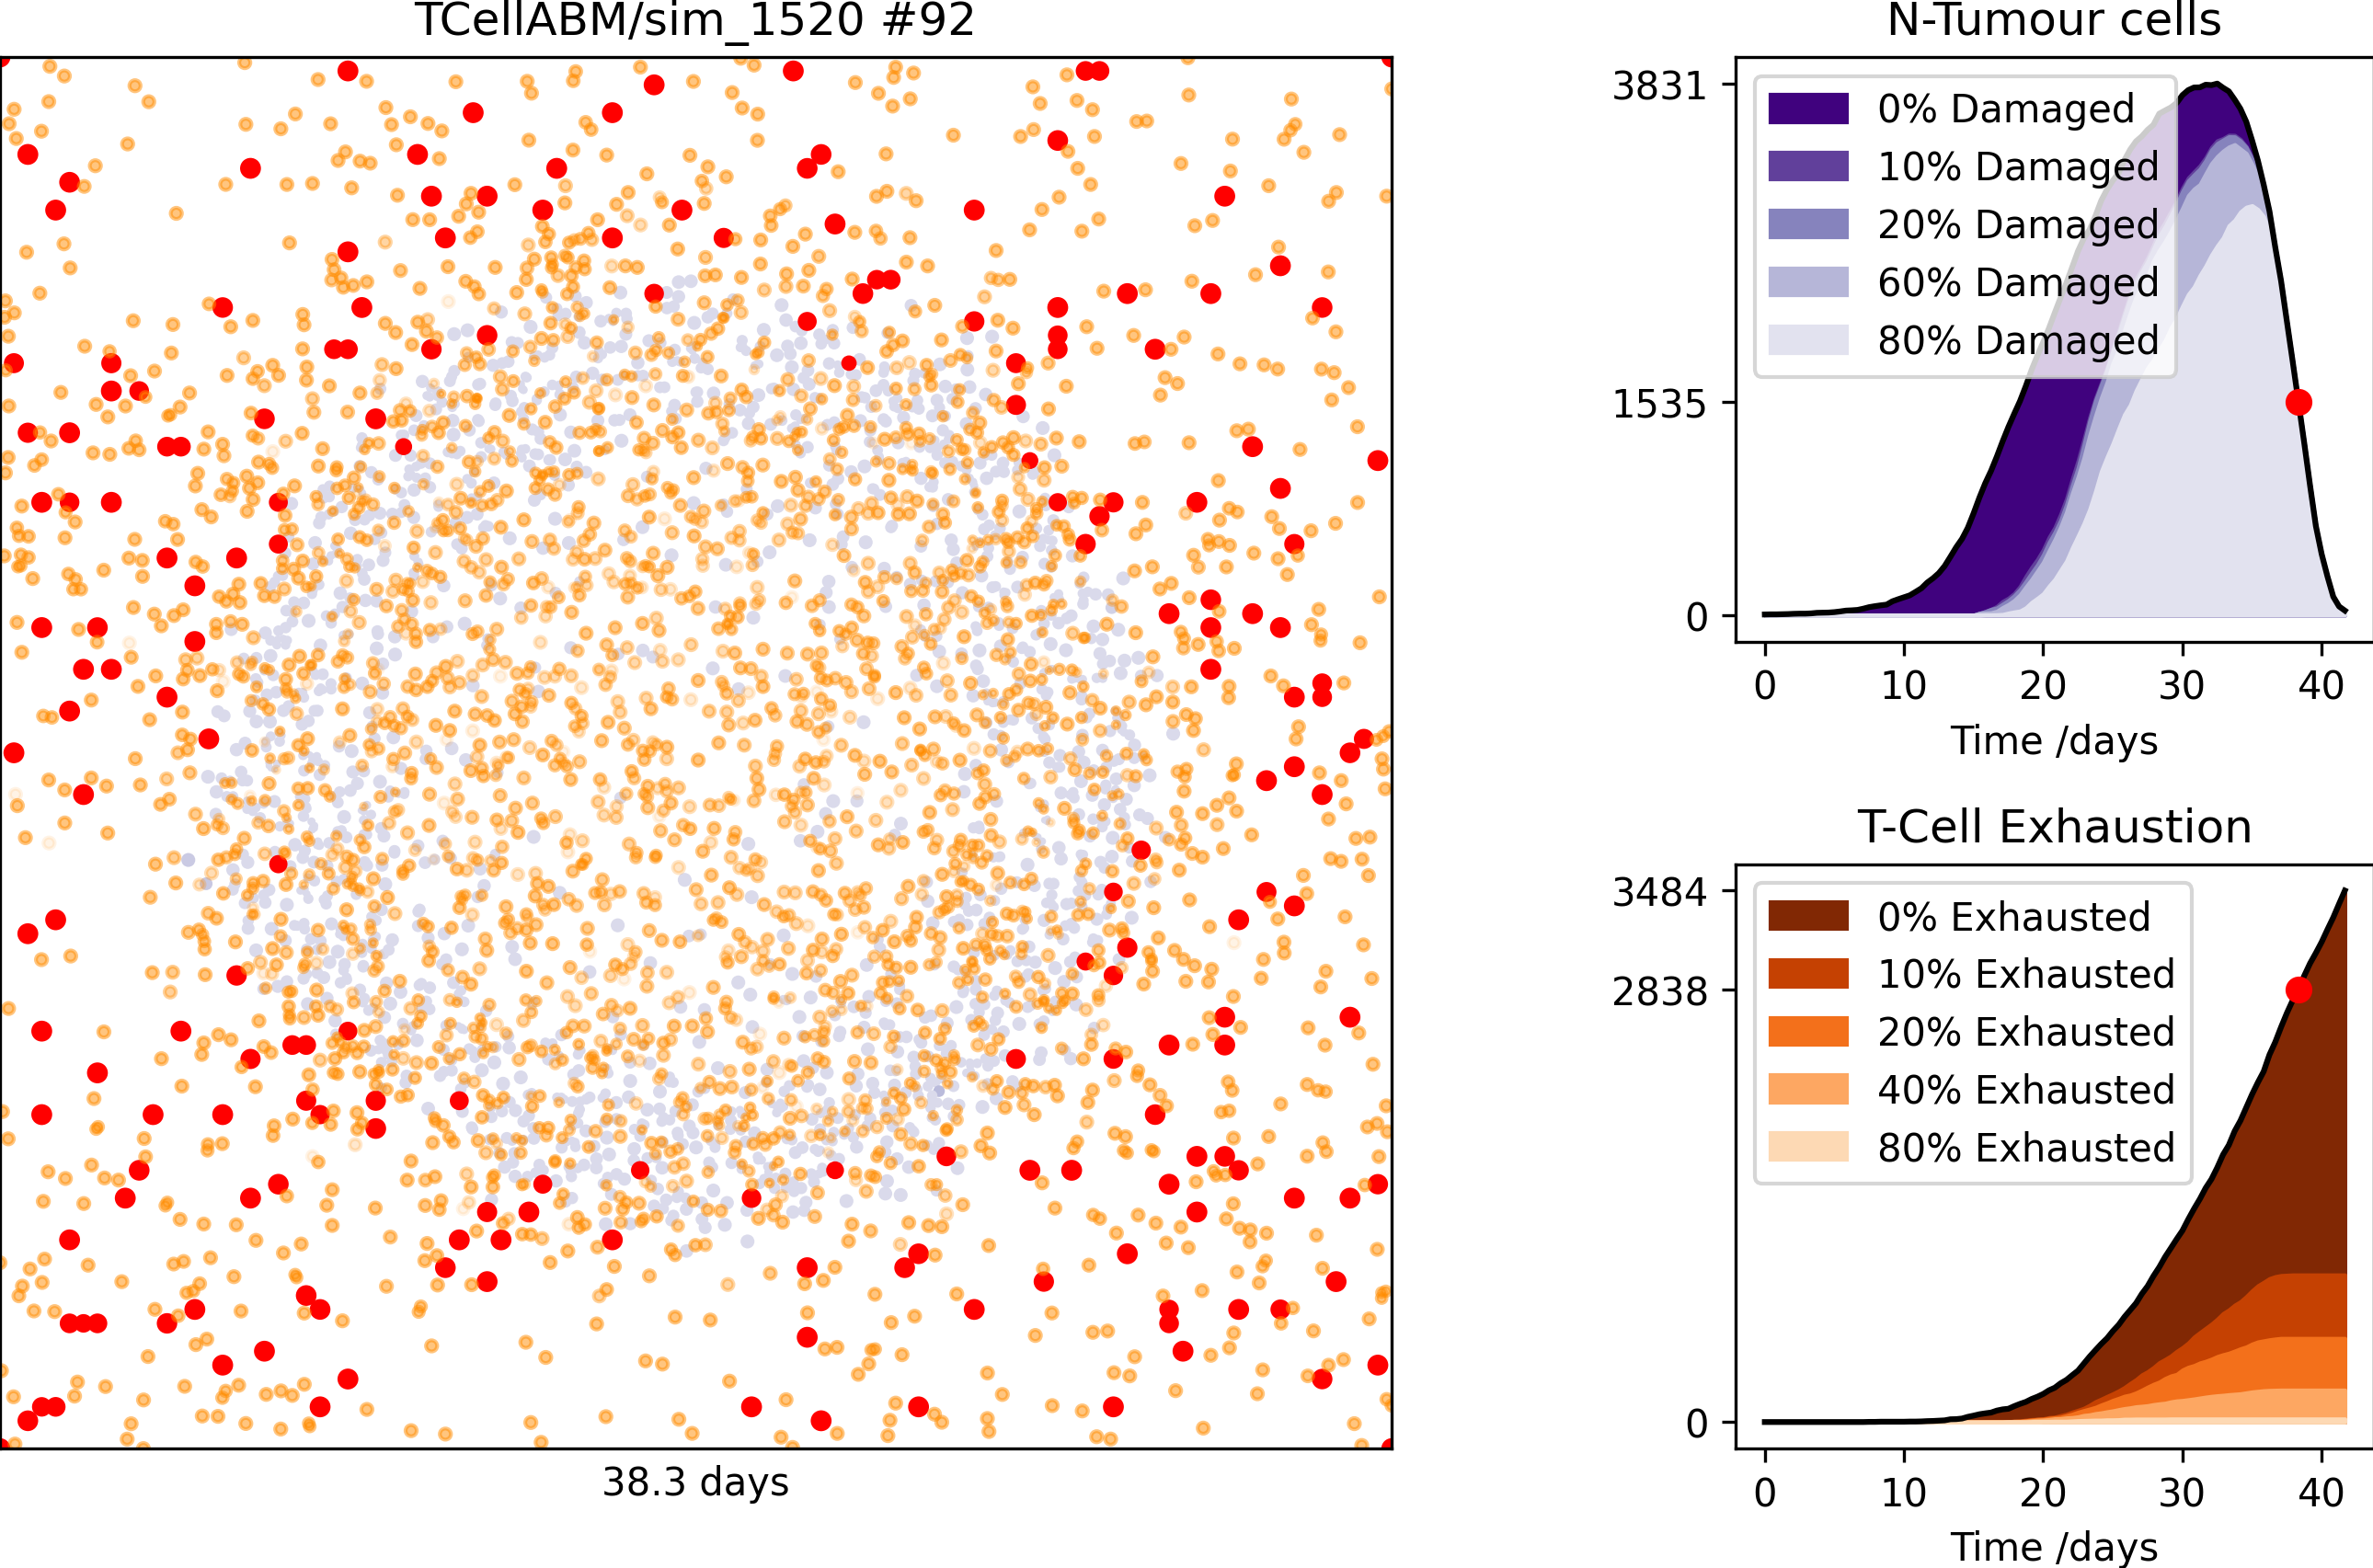 TCellABM/sim_1520 #92
38.3 days
N-Tumour cells
3831
1535
0
0% Damaged
10% Damaged
20% Damaged
60% Damaged
80% Damaged
0 10 20 30 40
Time /days
T-Cell Exhaustion
3484
2838
0
0% Exhausted
10% Exhausted
20% Exhausted
40% Exhausted
80% Exhausted
0 10 20 30 40
Time /days